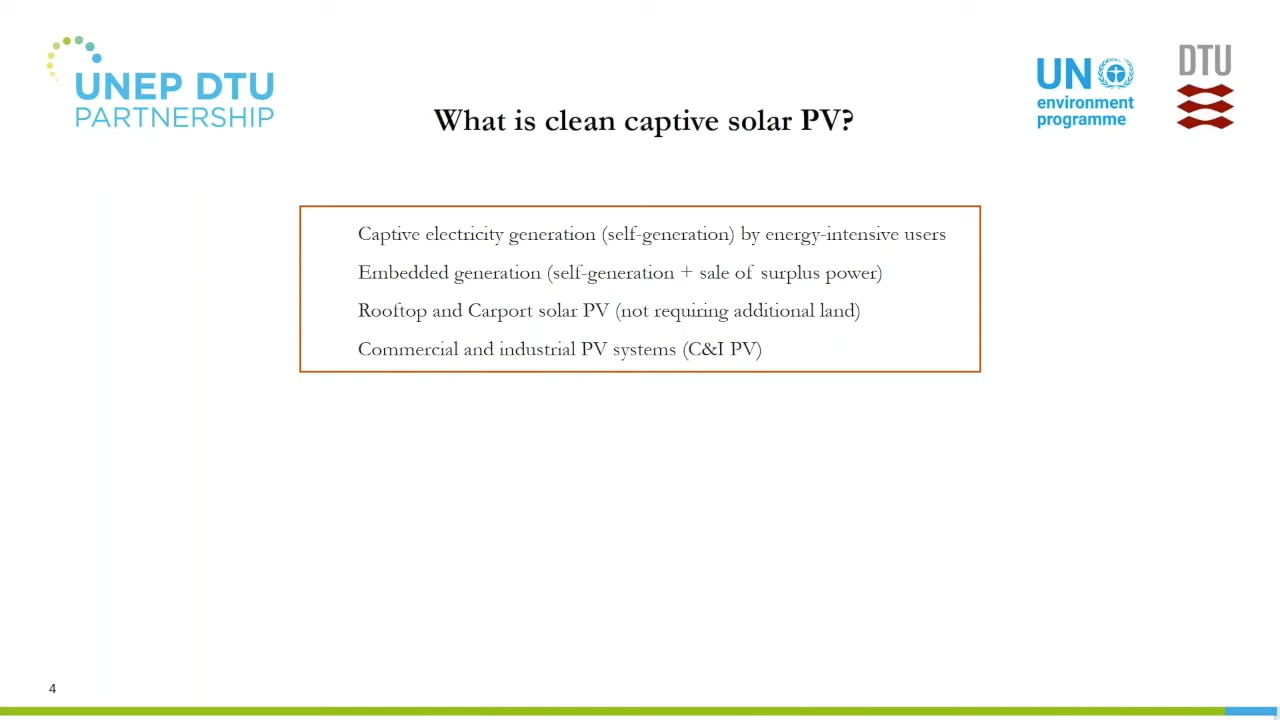 UNEP DTU
PARTNERSHIP
UN
environment
programme
DTU
What is clean captive solar PV?
Captive electricity generation (self-generation) by energy-intensive users
Embedded generation (self-generation + sale of surplus power)
Rooftop and Carport solar PV (not requiring additional land)
Commercial and industrial PV systems (C&I PV)
4